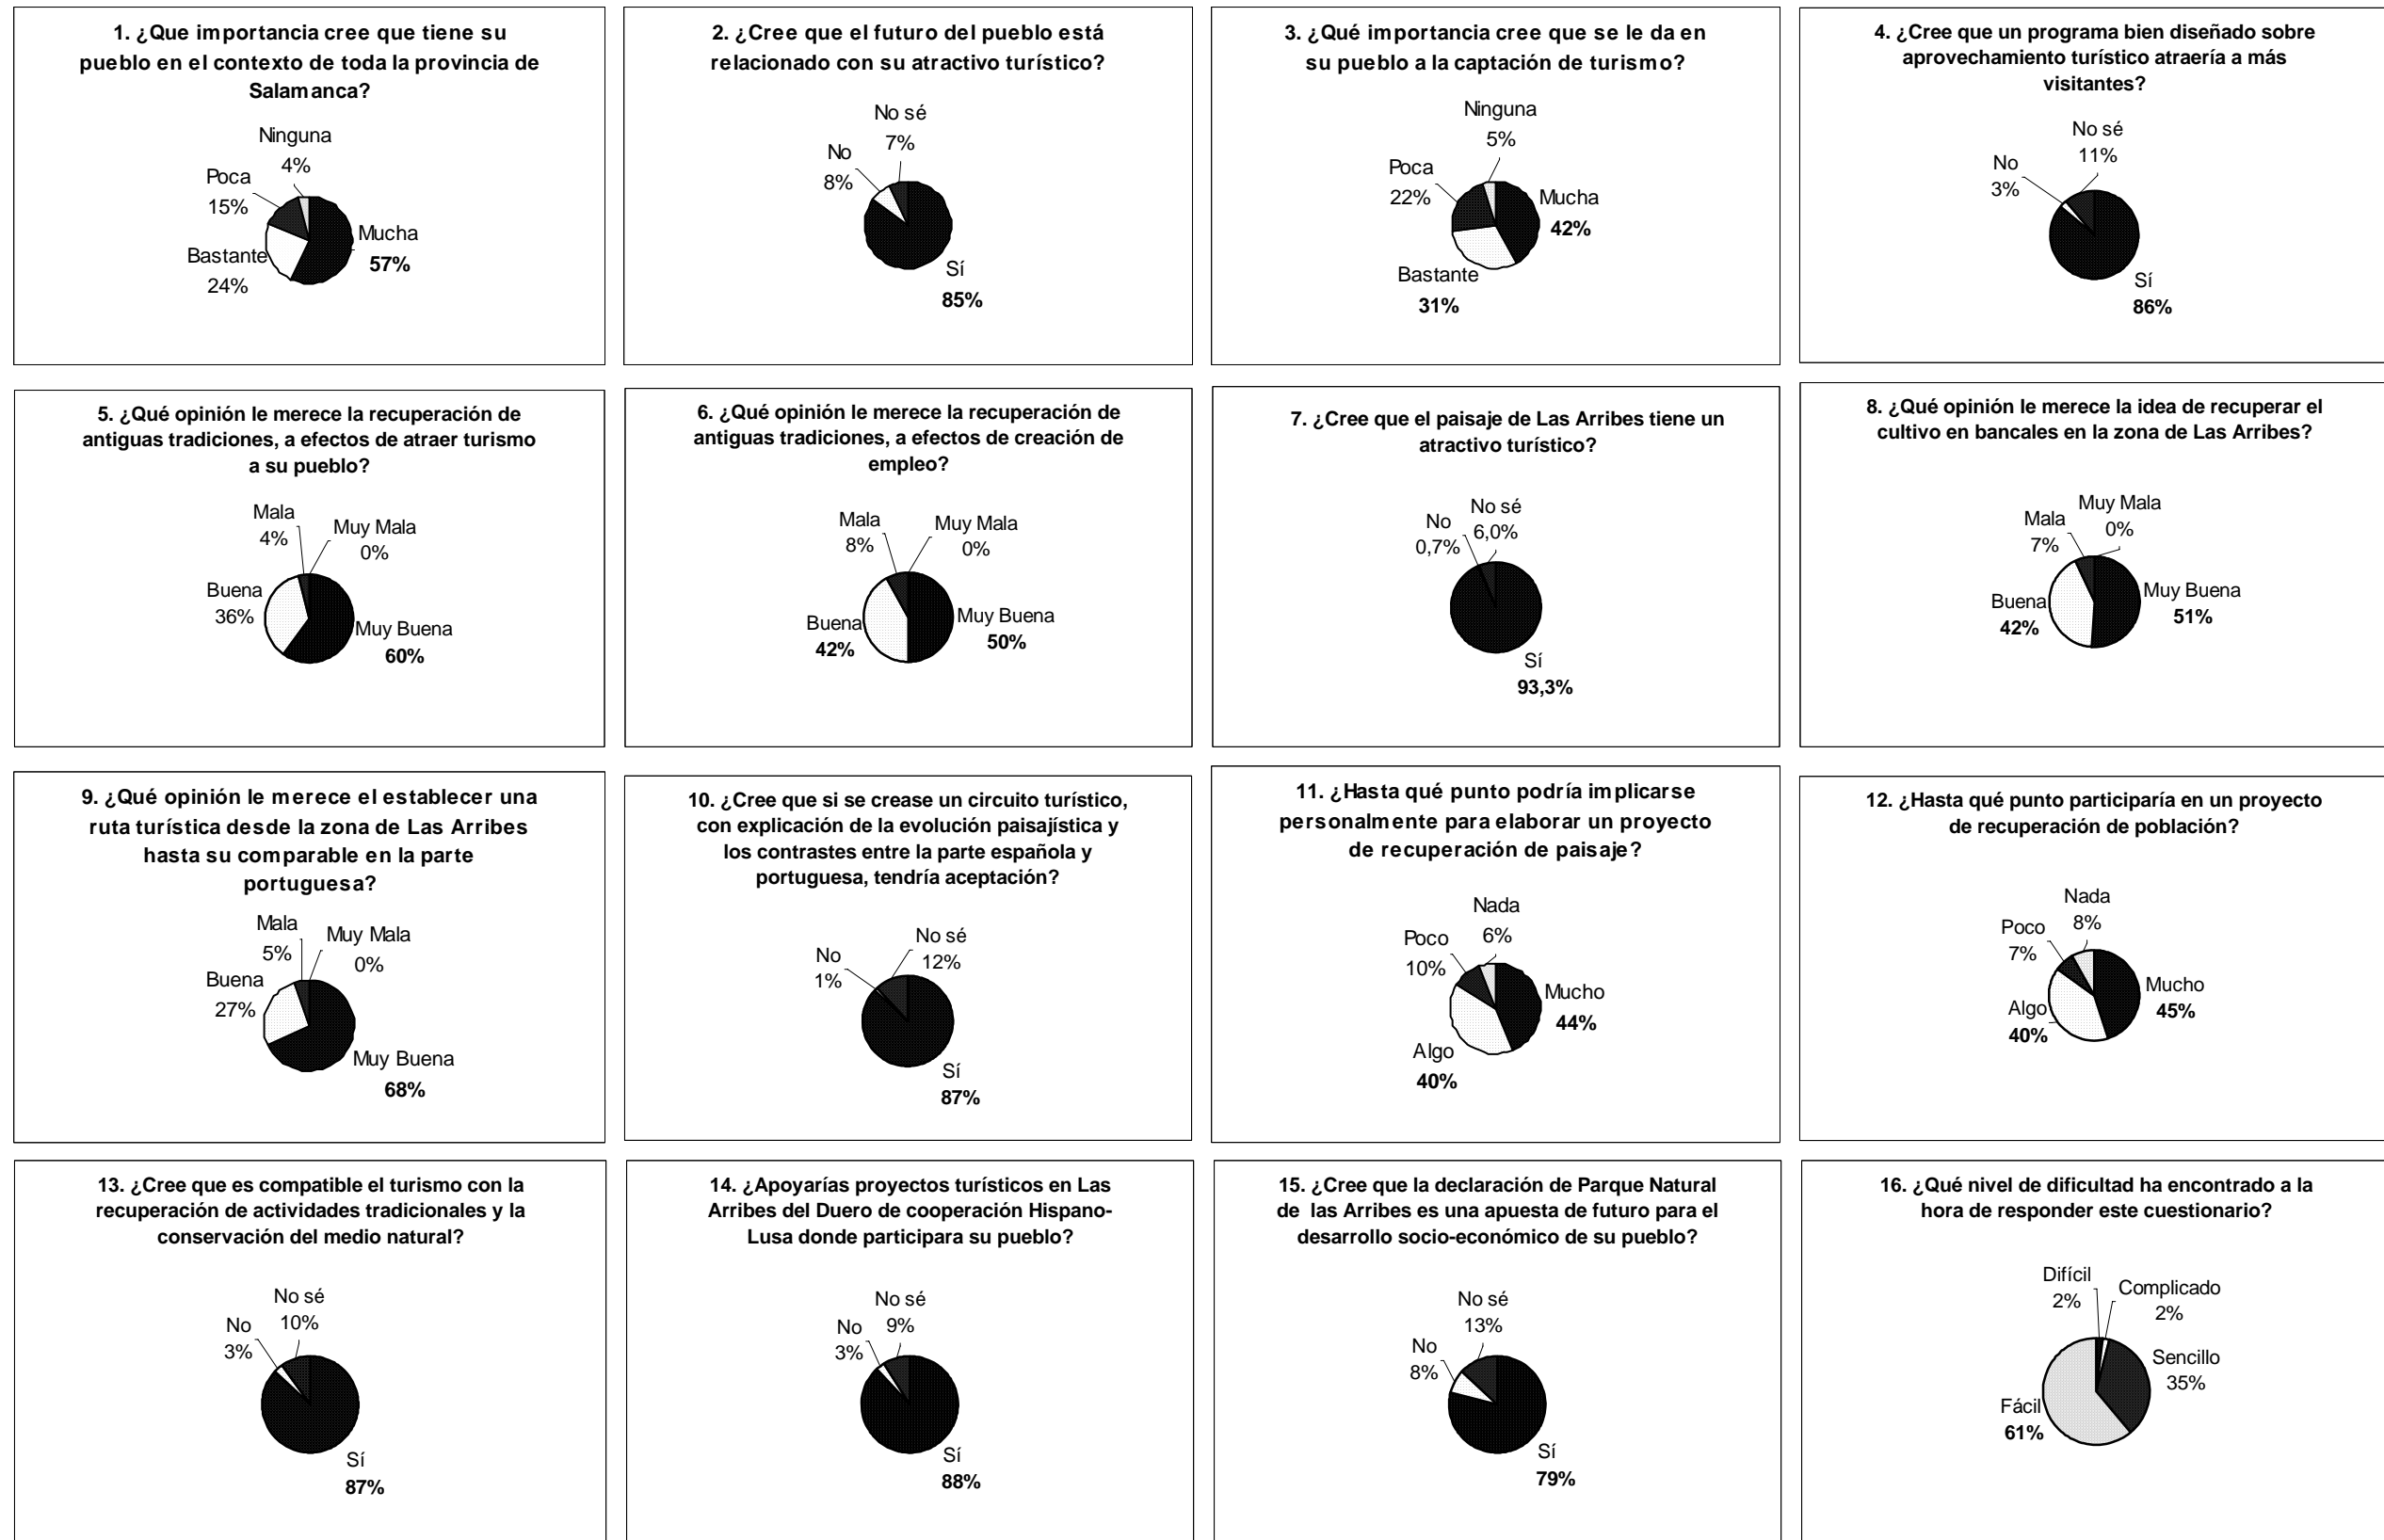 1. ¿Que importancia cree que tiene su
pueblo en el contexto de toda la provincia de
Salamanca?
Ninguna
4%
Poca
15%
Mucha
57%
Bastante
24%
2. ¿Cree que el futuro del pueblo está
relacionado con su atractivo turístico?
No sé
7%
No
8%
Sí
85%
3. ¿Qué importancia cree que se le da en
su pueblo a la captación de turismo?
Ninguna
5%
Poca
22%
Mucha
42%
Bastante
31%
4. ¿Cree que un programa bien diseñado sobre
aprovechamiento turístico atraería a más
visitantes?
No sé
11%
No
3%
Sí
86%
5. ¿Qué opinión le merece la recuperación de
antiguas tradiciones, a efectos de atraer turismo
a su pueblo?
Mala
4%
Muy Mala
0%
Buena
36%
Muy Buena
60%
6. ¿Qué opinión le merece la recuperación de
antiguas tradiciones, a efectos de creación de
empleo?
Mala
8%
Muy Mala
0%
Buena
42%
Muy Buena
50%
7. ¿Cree que el paisaje de Las Arribes tiene un
atractivo turístico?
No sé
6,0%
No
0,7%
Sí
93,3%
8. ¿Qué opinión le merece la idea de recuperar el
cultivo en bancales en la zona de Las Arribes?
Muy Mala
0%
Mala
7%
Muy Buena
51%
Buena
42%
9. ¿Qué opinión le merece el establecer una
ruta turística desde la zona de Las Arribes
hasta su comparable en la parte
portuguesa?
Mala
5%
Muy Mala
0%
Buena
27%
Muy Buena
68%
10. ¿Cree que si se crease un circuito turístico,
con explicación de la evolución paisajística y
los contrastes entre la parte española y
portuguesa, tendría aceptación?
No sé
12%
No
1%
Sí
87%
11. ¿Hasta qué punto podría implicarse
personalmente para elaborar un proyecto
de recuperación de paisaje?
Nada
6%
Poco
10%
Mucho
44%
Algo
40%
12. ¿Hasta qué punto participaría en un proyecto
de recuperación de población?
Nada
8%
Poco
7%
Mucho
45%
Algo
40%
13. ¿Cree que es compatible el turismo con la
recuperación de actividades tradicionales y la
conservación del medio natural?
No sé
10%
No
3%
Sí
87%
14. ¿Apoyarías proyectos turísticos en Las
Arribes del Duero de cooperación Hispano-
Lusa donde participara su pueblo?
No sé
9%
No
3%
Sí
88%
15. ¿Cree que la declaración de Parque Natural
de las Arribes es una apuesta de futuro para el
desarrollo socio-económico de su pueblo?
No sé
13%
No
8%
Sí
79%
16. ¿Qué nivel de dificultad ha encontrado a la
hora de responder este cuestionario?
Difícil
2%
Complicado
2%
Sencillo
35%
Fácil
61%